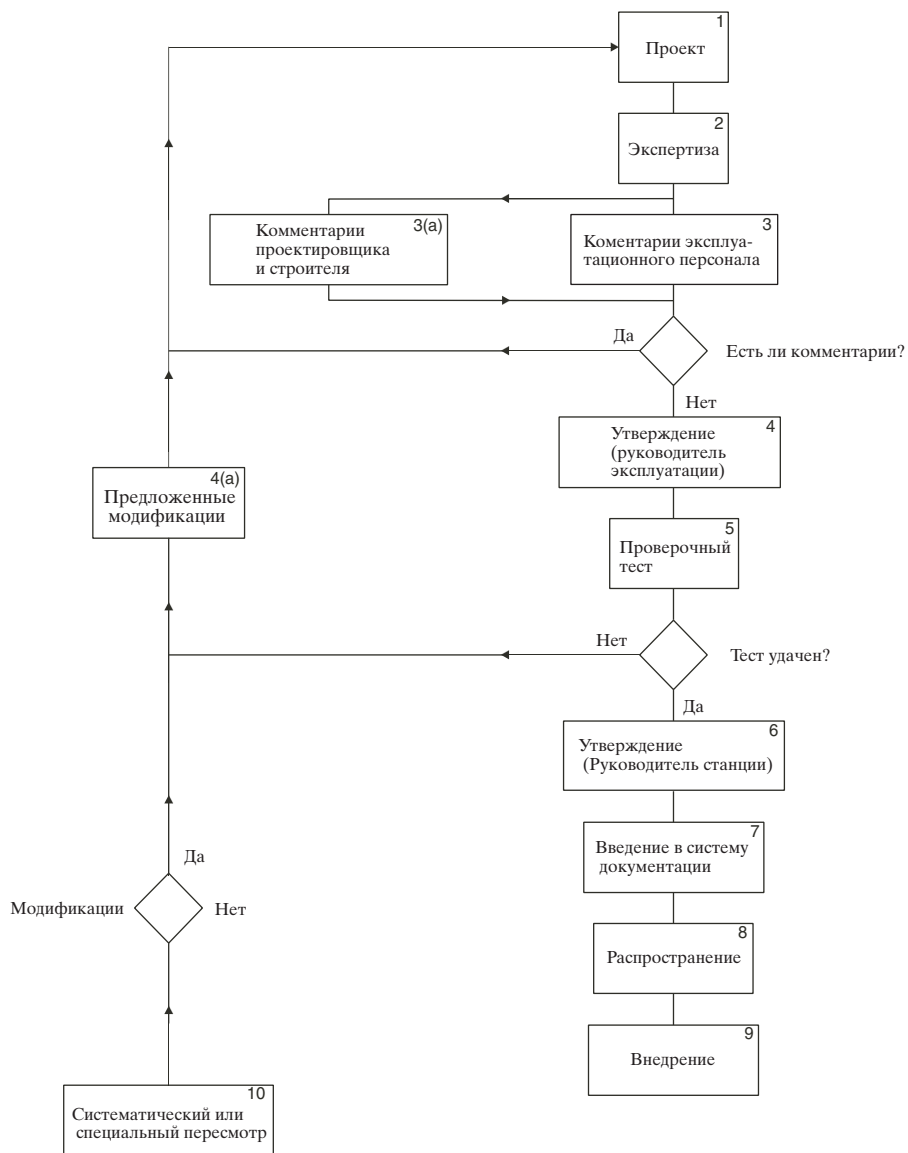 1
Проект
2
Экспертиза
3(a)
Комментарии
проектировщика
и строителя
3
Коментарии эксплуа-
тационного персонала
Да
Есть ли комментарии?
Нет
4
Утверждение
(руководитель
эксплуатации)
4(a)
Предложенные
модификации
5
Проверочный
тест
Нет
Тест удачен?
Да
6
Утверждение
(Руководитель станции)
7
Введение в систему
документации
Да
Модификации
Нет
8
Распространение
9
Внедрение
10
Систематический или
специальный пересмотр